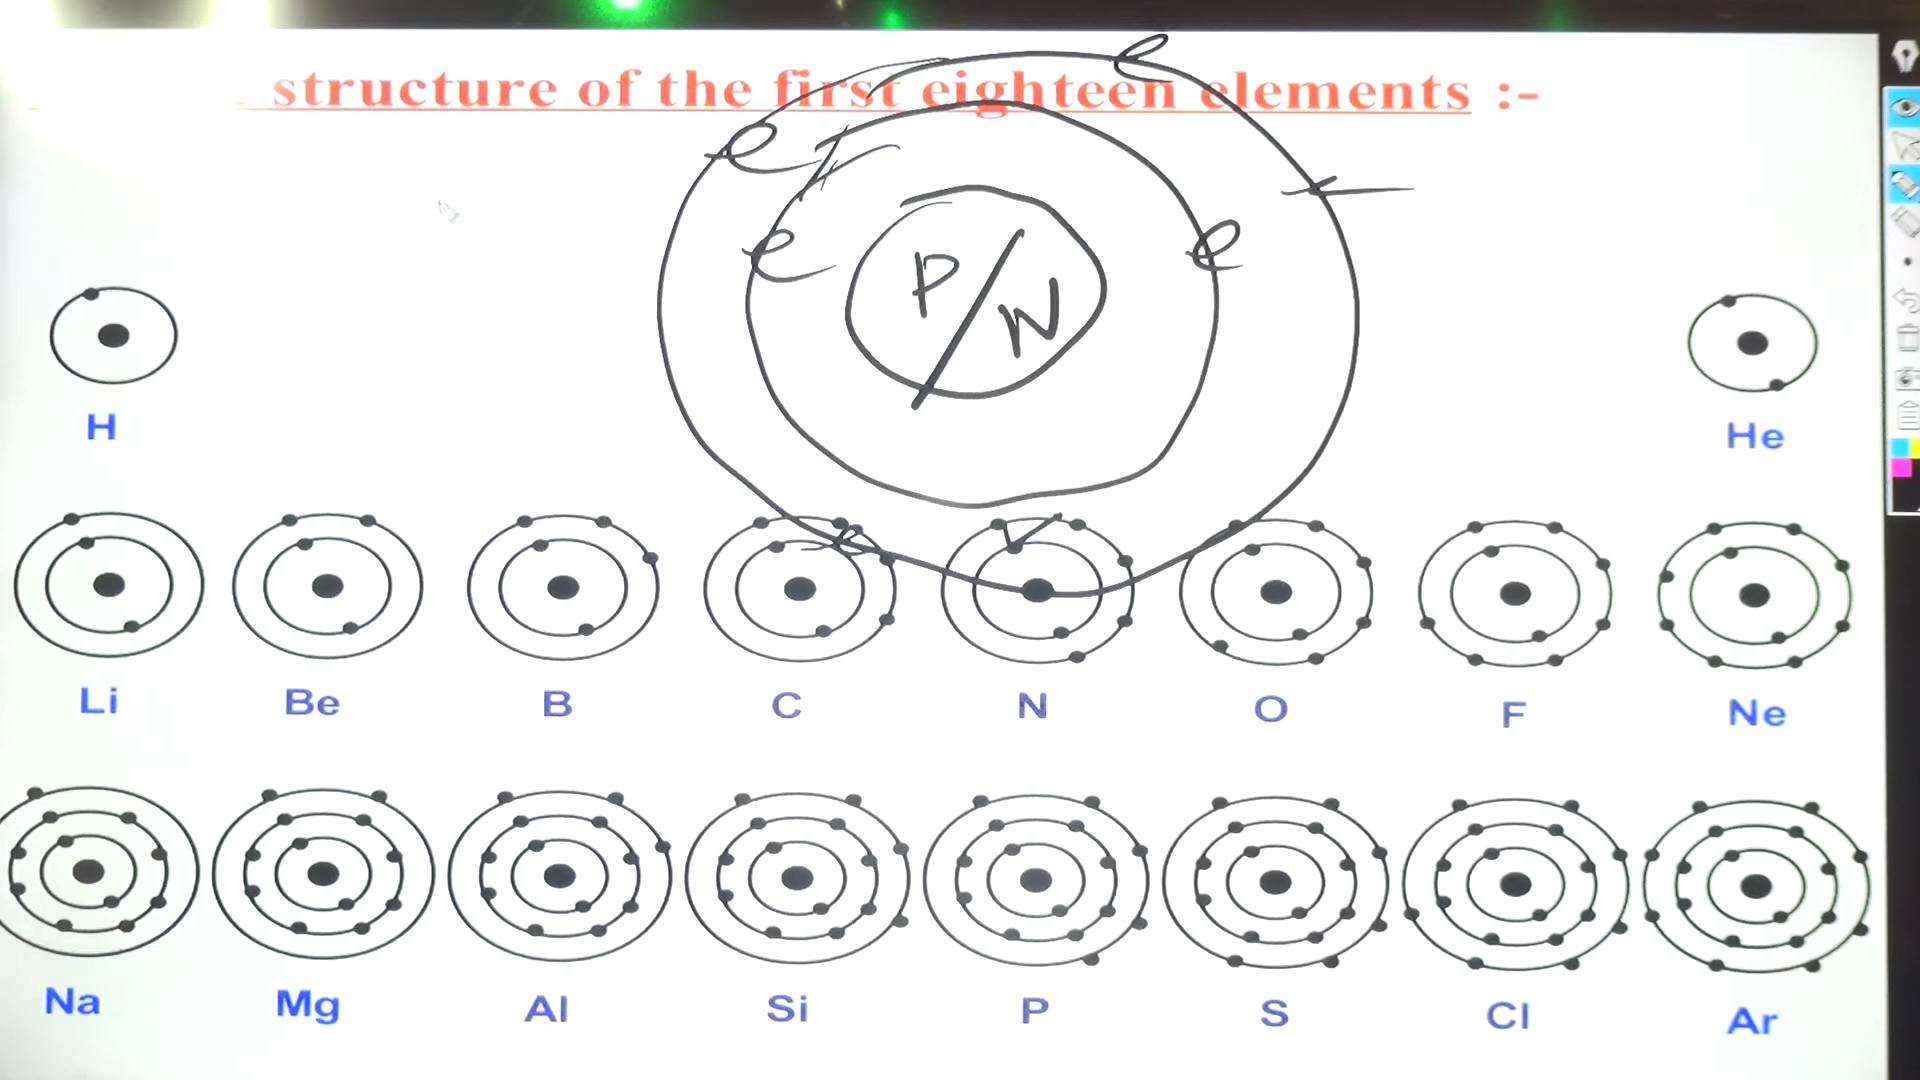 structure of the first eighteen elements :-
e
e
e
e
P/N
H
He
e
Li Be B C N O F Ne
Na Mg Al Si P S Cl Ar